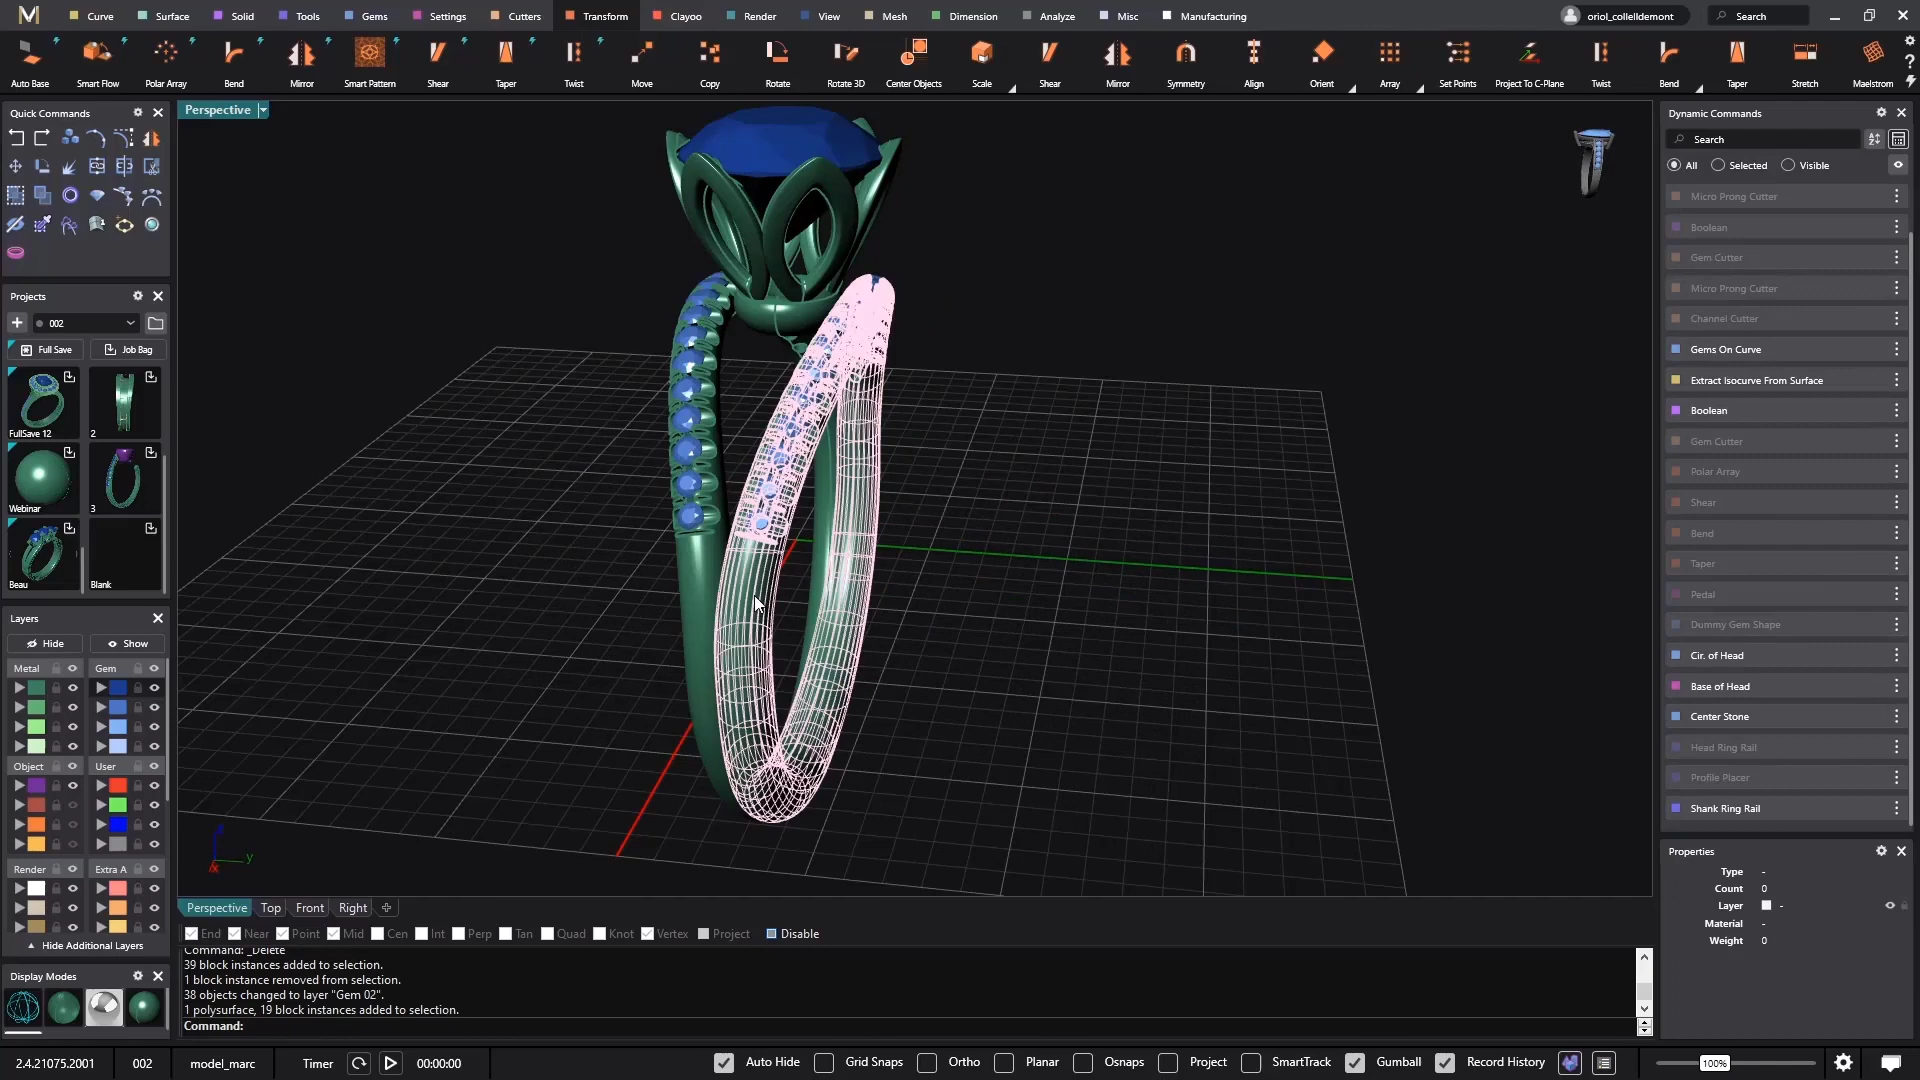 Curve Surface Solid Tools Gems Settings Cutters Transform Clayoo Render View Mesh Dimension Analyze Misc Manufacturing oriol_collelldemont Search
Auto Base Smart Flow Polar Array Bend Mirror Smart Pattern Shear Taper Twist Move Copy Rotate Rotate 3D Center Objects Scale Shear Mirror Symmetry Align Orient Array Set Points Project To C-Plane Twist Bend Taper Stretch Maelstrom
Quick Commands
Projects
002
Full Save Job Bag
FullSave 12 2
Webinar 3
Beau Blank
Layers
Hide Show
Metal Gem
Object User
Render Extra A
Hide Additional Layers
Display Modes
Perspective
y
x
Perspective Top Front Right
End Near Point Mid Cen Int Perp Tan Quad Knot Vertex Project Disable
Command: _Delete
39 block instances added to selection.
1 block instance removed from selection.
38 objects changed to layer "Gem 02".
1 polysurface, 19 block instances added to selection.
Command:
Dynamic Commands
Search
All Selected Visible
Micro Prong Cutter
Boolean
Gem Cutter
Micro Prong Cutter
Channel Cutter
Gems On Curve
Extract Isocurve From Surface
Boolean
Gem Cutter
Polar Array
Shear
Bend
Taper
Pedal
Dummy Gem Shape
Cir. of Head
Base of Head
Center Stone
Head Ring Rail
Profile Placer
Shank Ring Rail
Properties
Type -
Count 0
Layer -
Material -
Weight 0
2.4.21075.2001 002 model_marc Timer 00:00:00 Auto Hide Grid Snaps Ortho Planar Osnaps Project SmartTrack Gumball Record History 100%